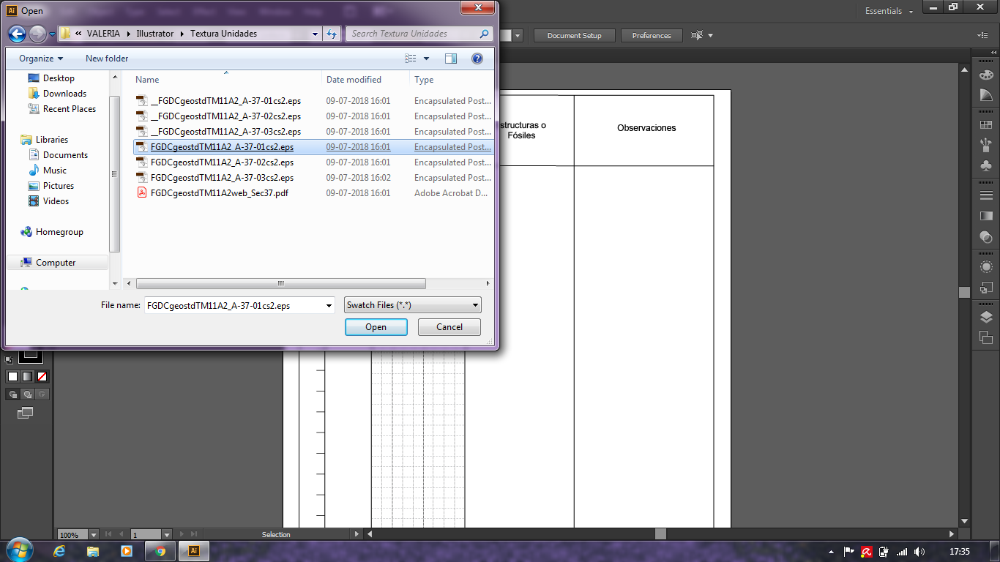 Ai Open
Essentials
« VALERIA Illustrator Textura Unidades
Search Textura Unidades
Document Setup
Preferences
Organize
New folder
Name
Date modified
Type
Desktop
Downloads
Recent Places
Libraries
Documents
Music
Pictures
Videos
Homegroup
Computer
__FGDCgeostdTM11A2_A-37-01cs2.eps 09-07-2018 16:01 Encapsulated Post...
__FGDCgeostdTM11A2_A-37-02cs2.eps 09-07-2018 16:01 Encapsulated Post...
__FGDCgeostdTM11A2_A-37-03cs2.eps 09-07-2018 16:01 Encapsulated Post...
FGDCgeostdTM11A2_A-37-01cs2.eps 09-07-2018 16:01 Encapsulated Post...
FGDCgeostdTM11A2_A-37-02cs2.eps 09-07-2018 16:01 Encapsulated Post...
FGDCgeostdTM11A2_A-37-03cs2.eps 09-07-2018 16:02 Encapsulated Post...
FGDCgeostdTM11A2web_Sec37.pdf 09-07-2018 16:01 Adobe Acrobat D...
File name: FGDCgeostdTM11A2_A-37-01cs2.eps
Swatch Files (*.*)
Open
Cancel
structuras o
Fósiles
Observaciones
100%
1
Selection
Ai
17:35